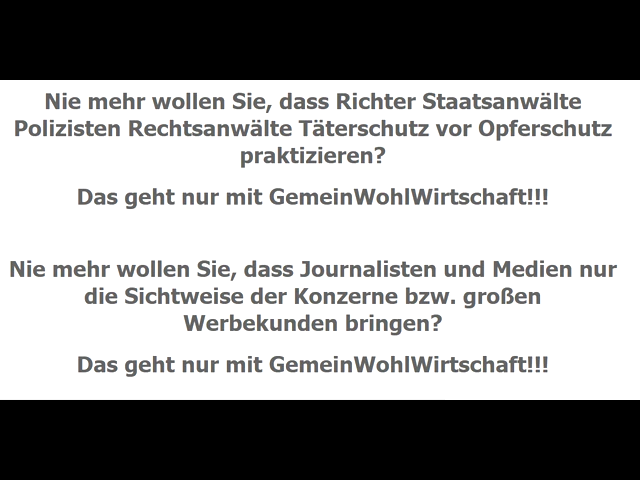 Nie mehr wollen Sie, dass Richter Staatsanwälte
Polizisten Rechtsanwälte Täterschutz vor Opferschutz
praktizieren?
Das geht nur mit GemeinWohlWirtschaft!!!
Nie mehr wollen Sie, dass Journalisten und Medien nur
die Sichtweise der Konzerne bzw. großen
Werbekunden bringen?
Das geht nur mit GemeinWohlWirtschaft!!!